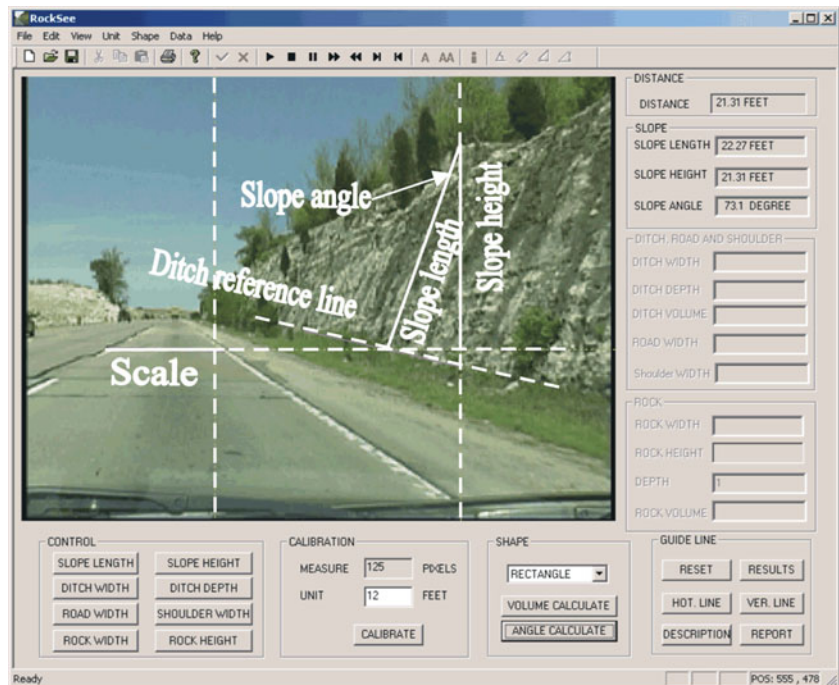 RockSee
File Edit View Unit Shape Data Help
A AA
Slope angle
Slope length
Slope height
Ditch reference line
Scale
DISTANCE
DISTANCE 21.31 FEET
SLOPE
SLOPE LENGTH 22.27 FEET
SLOPE HEIGHT 21.31 FEET
SLOPE ANGLE 73.1 DEGREE
DITCH, ROAD AND SHOULDER
DITCH WIDTH
DITCH DEPTH
DITCH VOLUME
ROAD WIDTH
Shoulder WIDTH
ROCK
ROCK WIDTH
ROCK HEIGHT
DEPTH 1
ROCK VOLUME
CONTROL
SLOPE LENGTH SLOPE HEIGHT
DITCH WIDTH DITCH DEPTH
ROAD WIDTH SHOULDER WIDTH
ROCK WIDTH ROCK HEIGHT
CALIBRATION
MEASURE 125 PIXELS
UNIT 12 FEET
CALIBRATE
SHAPE
RECTANGLE
VOLUME CALCULATE
ANGLE CALCULATE
GUIDE LINE
RESET RESULTS
HOT. LINE VER. LINE
DESCRIPTION REPORT
Ready POS: 555 , 478